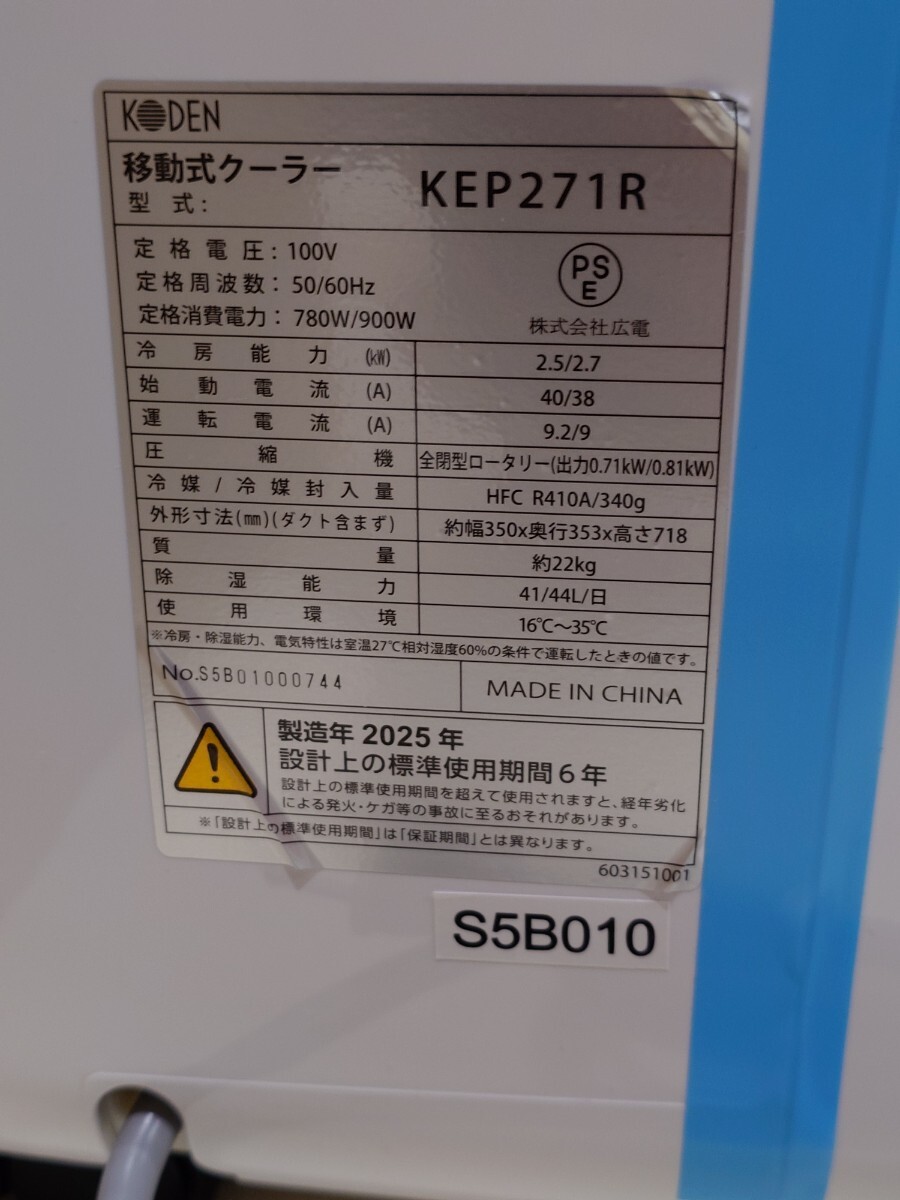 KODEN
移動式クーラー
型式: KEP271R
定格電圧: 100V
定格周波数: 50/60Hz
定格消費電力: 780W/900W
PS
E
株式会社広電
冷房能力 (kW) 2.5/2.7
始動電流 (A) 40/38
運転電流 (A) 9.2/9
圧縮機 全閉型ロータリー(出力0.71kW/0.81kW)
冷媒/冷媒封入量 HFC R410A/340g
外形寸法(mm)(ダクト含まず) 約幅350x奥行353x高さ718
質量 約22kg
除湿能力 41/44L/日
使用環境 16℃～35℃
※冷房・除湿能力、電気特性は室温27℃相対湿度60%の条件で運転したときの値です。
No.S5B01000744 MADE IN CHINA
製造年 2025年
設計上の標準使用期間6年
設計上の標準使用期間を超えて使用されますと、経年劣化
による発火・ケガ等の事故に至るおそれがあります。
※「設計上の標準使用期間」は「保証期間」とは異なります。
603151001
S5B010